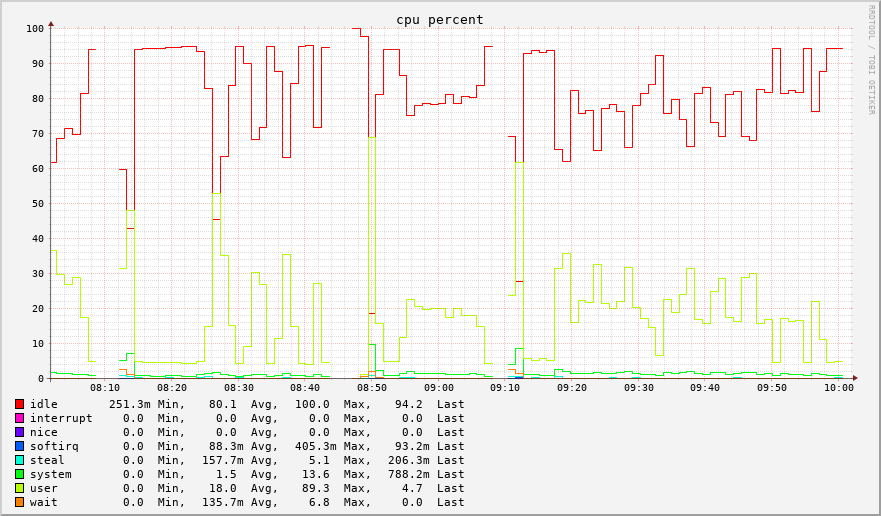 cpu percent
RRDTOOL / TOBI OETIKER
100
90
80
70
60
50
40
30
20
10
0
08:10 08:20 08:30 08:40 08:50 09:00 09:10 09:20 09:30 09:40 09:50 10:00
idle 251.3m Min, 80.1 Avg, 100.0 Max, 94.2 Last
interrupt 0.0 Min, 0.0 Avg, 0.0 Max, 0.0 Last
nice 0.0 Min, 0.0 Avg, 0.0 Max, 0.0 Last
softirq 0.0 Min, 88.3m Avg, 405.3m Max, 93.2m Last
steal 0.0 Min, 157.7m Avg, 5.1 Max, 206.3m Last
system 0.0 Min, 1.5 Avg, 13.6 Max, 788.2m Last
user 0.0 Min, 18.0 Avg, 89.3 Max, 4.7 Last
wait 0.0 Min, 135.7m Avg, 6.8 Max, 0.0 Last